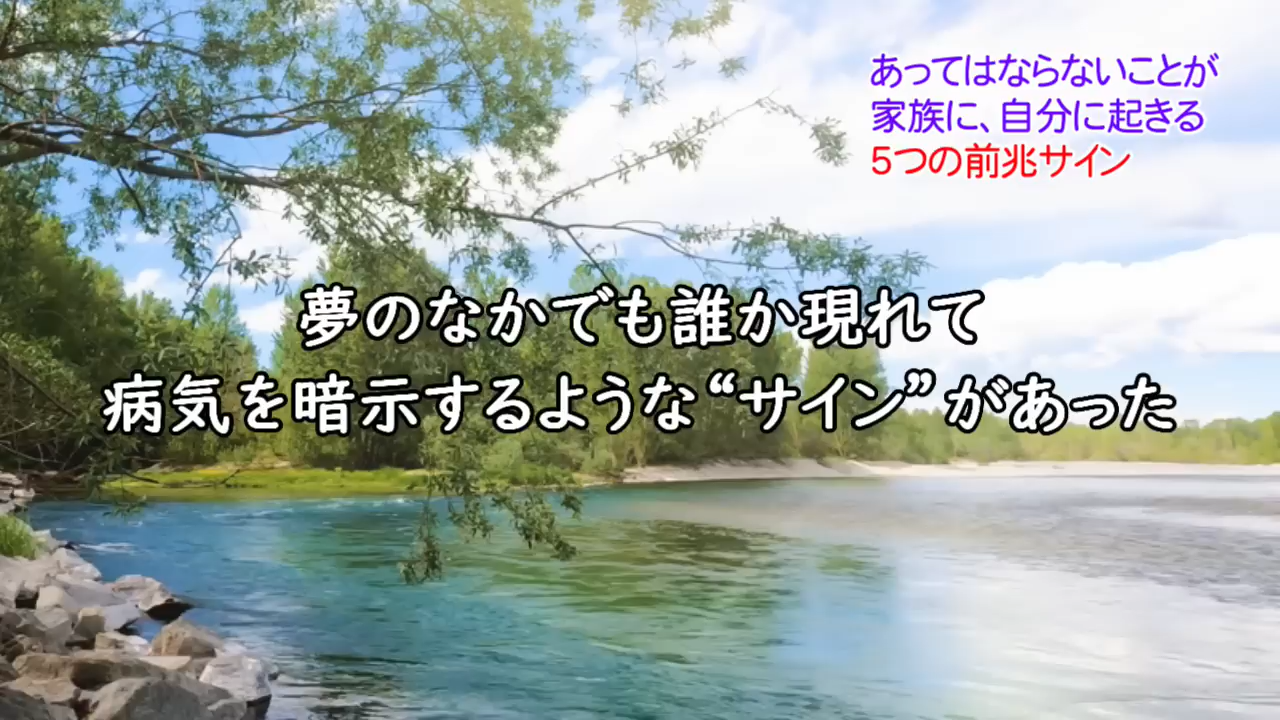 あってはならないことが
家族に、自分に起きる
5つの前兆サイン
夢のなかでも誰か現れて
病気を暗示するような“サイン”があった